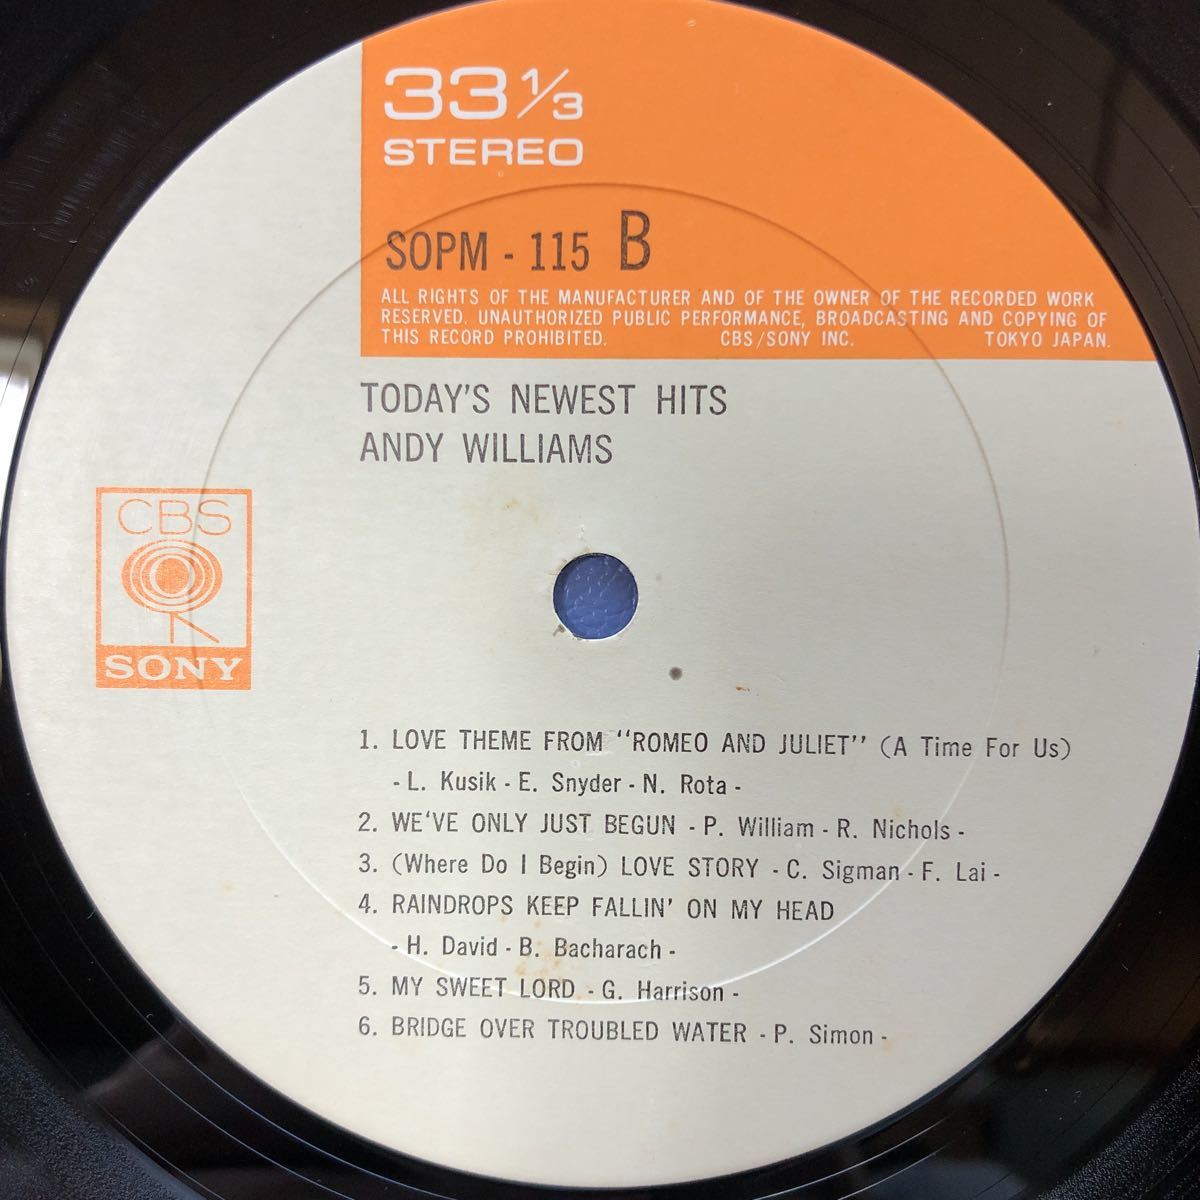 33 1/3
STEREO
SOPM - 115 B
ALL RIGHTS OF THE MANUFACTURER AND OF THE OWNER OF THE RECORDED WORK
RESERVED. UNAUTHORIZED PUBLIC PERFORMANCE, BROADCASTING AND COPYING OF
THIS RECORD PROHIBITED. CBS/SONY INC. TOKYO JAPAN.
TODAY'S NEWEST HITS
ANDY WILLIAMS
CBS
SONY
1. LOVE THEME FROM "ROMEO AND JULIET" (A Time For Us)
- L. Kusik - E. Snyder - N. Rota -
2. WE'VE ONLY JUST BEGUN - P. William - R. Nichols -
3. (Where Do I Begin) LOVE STORY - C. Sigman - F. Lai -
4. RAINDROPS KEEP FALLIN' ON MY HEAD
- H. David - B. Bacharach -
5. MY SWEET LORD - G. Harrison -
6. BRIDGE OVER TROUBLED WATER - P. Simon -